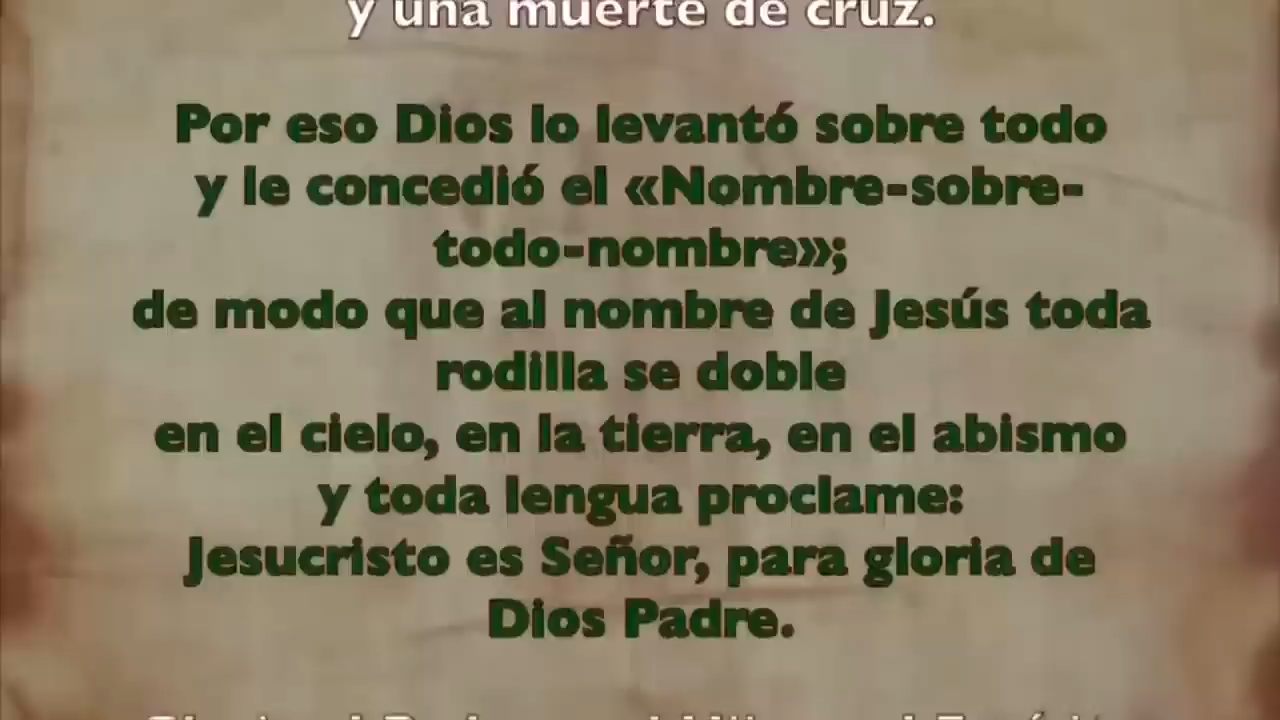 y una muerte de cruz.
Por eso Dios lo levantó sobre todo
y le concedió el «Nombre-sobre-
todo-nombre»;
de modo que al nombre de Jesús toda
rodilla se doble
en el cielo, en la tierra, en el abismo
y toda lengua proclame:
Jesucristo es Señor, para gloria de
Dios Padre.